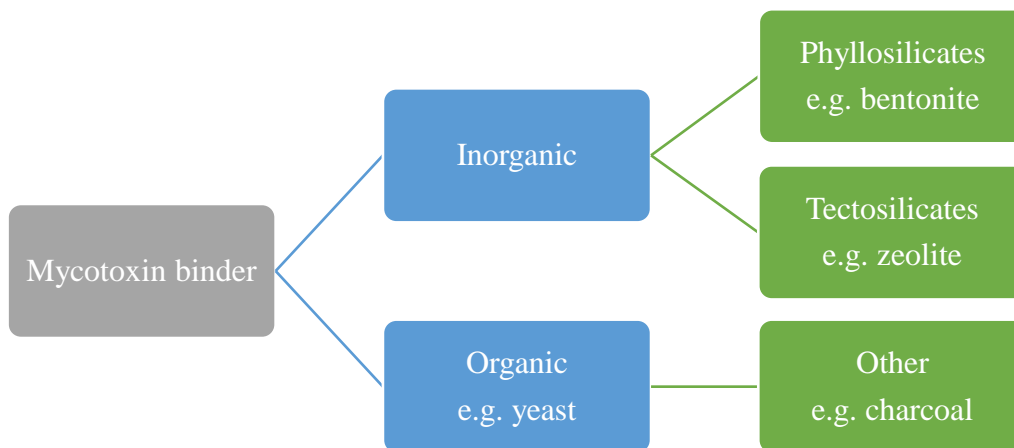 Mycotoxin binder
Inorganic
Organic
e.g. yeast
Phyllosilicates
e.g. bentonite
Tectosilicates
e.g. zeolite
Other
e.g. charcoal